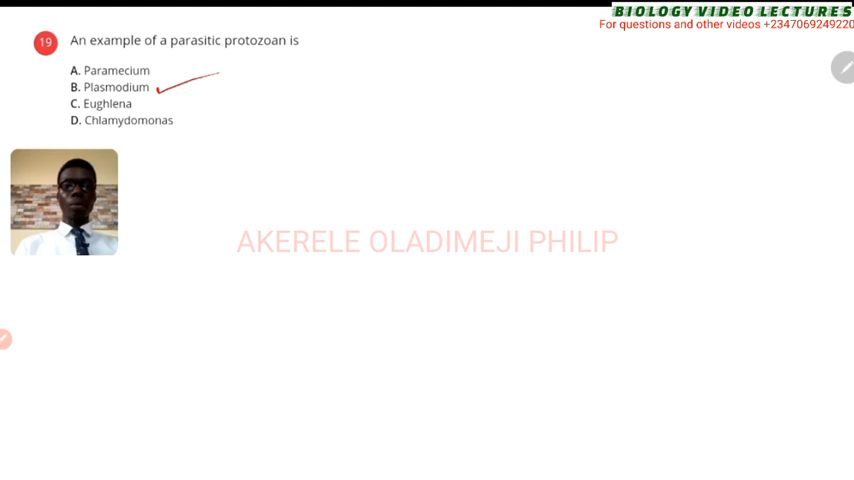 BIOLOGY VIDEO LECTURES
For questions and other videos +2347069249220
19 An example of a parasitic protozoan is
A. Paramecium
B. Plasmodium
C. Eughlena
D. Chlamydomonas
AKERELE OLADIMEJI PHILIP